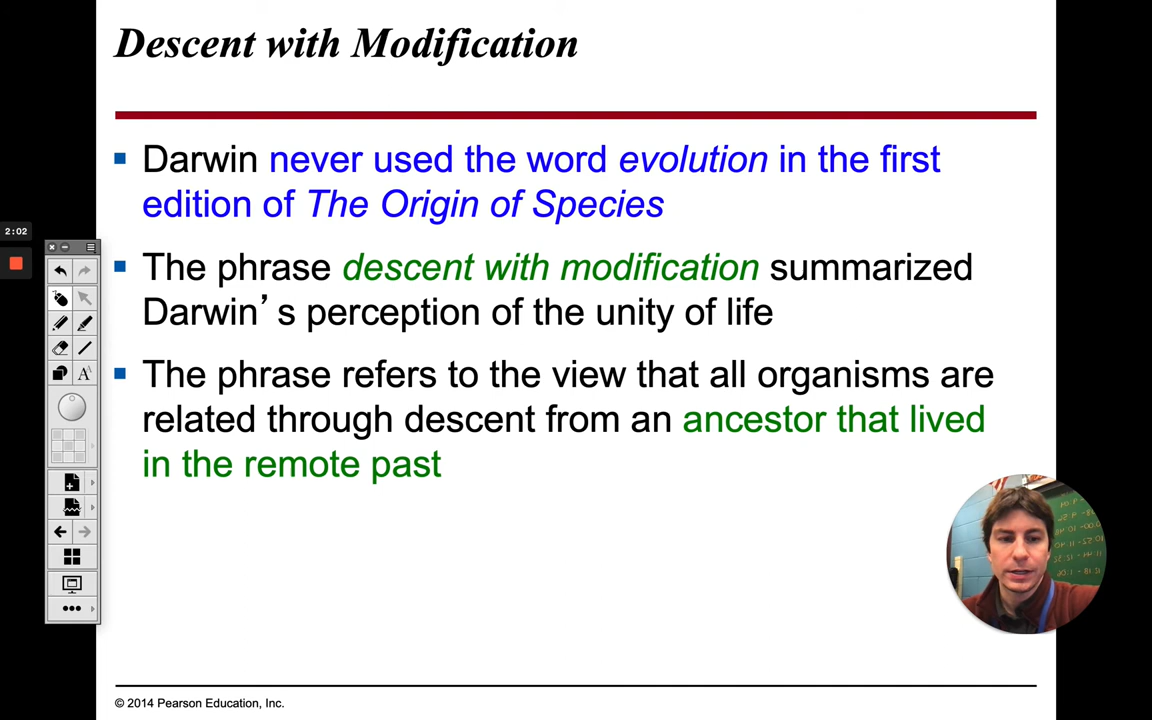 Descent with Modification
Darwin never used the word evolution in the first
edition of The Origin of Species
2:02
The phrase descent with modification summarized
Darwin’s perception of the unity of life
The phrase refers to the view that all organisms are
related through descent from an ancestor that lived
in the remote past
© 2014 Pearson Education, Inc.